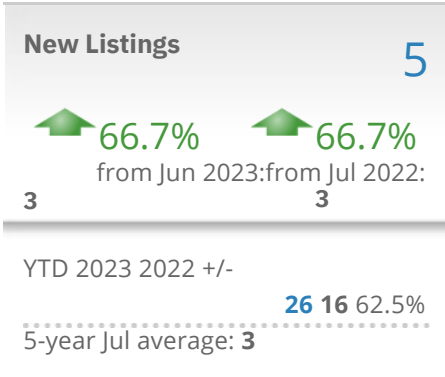 New Listings 5
66.7% 66.7%
from Jun 2023:from Jul 2022:
3 3
YTD 2023 2022 +/-
26 16 62.5%
5-year Jul average: 3